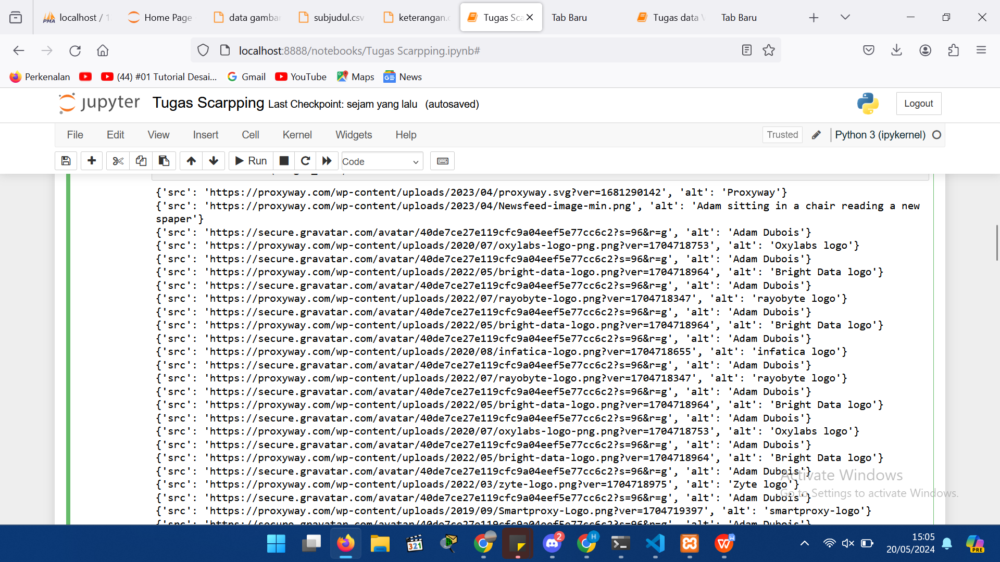 localhost / 1
Home Page
data gambar
subjudul.csv
keterangan.c
Tugas Sca
Tab Baru
Tugas data V
Tab Baru
localhost:8888/notebooks/Tugas Scarpping.ipynb#
Perkenalan
(44) #01 Tutorial Desai...
Gmail
YouTube
Maps
News
jupyter
Tugas Scarpping
Last Checkpoint: sejam yang lalu (autosaved)
Logout
File
Edit
View
Insert
Cell
Kernel
Widgets
Help
Trusted
Python 3 (ipykernel)
Run
Code
{'src': 'https://proxyway.com/wp-content/uploads/2023/04/proxyway.svg?ver=1681290142', 'alt': 'Proxyway'}
{'src': 'https://proxyway.com/wp-content/uploads/2023/04/Newsfeed-image-min.png', 'alt': 'Adam sitting in a chair reading a new
spaper'}
{'src': 'https://secure.gravatar.com/avatar/40de7ce27e119cfc9a04eef5e77cc6c2?s=96&r=g', 'alt': 'Adam Dubois'}
{'src': 'https://proxyway.com/wp-content/uploads/2020/07/oxylabs-logo-png.png?ver=1704718753', 'alt': 'Oxylabs logo'}
{'src': 'https://secure.gravatar.com/avatar/40de7ce27e119cfc9a04eef5e77cc6c2?s=96&r=g', 'alt': 'Adam Dubois'}
{'src': 'https://proxyway.com/wp-content/uploads/2022/05/bright-data-logo.png?ver=1704718964', 'alt': 'Bright Data logo'}
{'src': 'https://secure.gravatar.com/avatar/40de7ce27e119cfc9a04eef5e77cc6c2?s=96&r=g', 'alt': 'Adam Dubois'}
{'src': 'https://proxyway.com/wp-content/uploads/2022/07/rayobyte-logo.png?ver=1704718347', 'alt': 'rayobyte logo'}
{'src': 'https://secure.gravatar.com/avatar/40de7ce27e119cfc9a04eef5e77cc6c2?s=96&r=g', 'alt': 'Adam Dubois'}
{'src': 'https://proxyway.com/wp-content/uploads/2022/05/bright-data-logo.png?ver=1704718964', 'alt': 'Bright Data logo'}
{'src': 'https://secure.gravatar.com/avatar/40de7ce27e119cfc9a04eef5e77cc6c2?s=96&r=g', 'alt': 'Adam Dubois'}
{'src': 'https://proxyway.com/wp-content/uploads/2020/08/infatica-logo.png?ver=1704718655', 'alt': 'infatica logo'}
{'src': 'https://secure.gravatar.com/avatar/40de7ce27e119cfc9a04eef5e77cc6c2?s=96&r=g', 'alt': 'Adam Dubois'}
{'src': 'https://proxyway.com/wp-content/uploads/2022/07/rayobyte-logo.png?ver=1704718347', 'alt': 'rayobyte logo'}
{'src': 'https://secure.gravatar.com/avatar/40de7ce27e119cfc9a04eef5e77cc6c2?s=96&r=g', 'alt': 'Adam Dubois'}
{'src': 'https://proxyway.com/wp-content/uploads/2022/05/bright-data-logo.png?ver=1704718964', 'alt': 'Bright Data logo'}
{'src': 'https://secure.gravatar.com/avatar/40de7ce27e119cfc9a04eef5e77cc6c2?s=96&r=g', 'alt': 'Adam Dubois'}
{'src': 'https://proxyway.com/wp-content/uploads/2020/07/oxylabs-logo-png.png?ver=1704718753', 'alt': 'Oxylabs logo'}
{'src': 'https://secure.gravatar.com/avatar/40de7ce27e119cfc9a04eef5e77cc6c2?s=96&r=g', 'alt': 'Adam Dubois'}
{'src': 'https://proxyway.com/wp-content/uploads/2022/05/bright-data-logo.png?ver=1704718964', 'alt': 'Bright Data logo'}
{'src': 'https://secure.gravatar.com/avatar/40de7ce27e119cfc9a04eef5e77cc6c2?s=96&r=g', 'alt': 'Adam Dubois'}
{'src': 'https://proxyway.com/wp-content/uploads/2022/03/zyte-logo.png?ver=1704718975', 'alt': 'Zyte logo'}
{'src': 'https://secure.gravatar.com/avatar/40de7ce27e119cfc9a04eef5e77cc6c2?s=96&r=g', 'alt': 'Adam Dubois'}
{'src': 'https://proxyway.com/wp-content/uploads/2019/09/Smartproxy-Logo.png?ver=1704719397', 'alt': 'smartproxy-logo'}
{'src': 'https://secure.gravatar.com/avatar/40de7ce27e119cfc9a04eef5e77cc6c2?s=96&r=g', 'alt': 'Adam Dubois'}
Activate Windows
Go to Settings to activate Windows.
321
2
H
15:05
20/05/2024
PRE